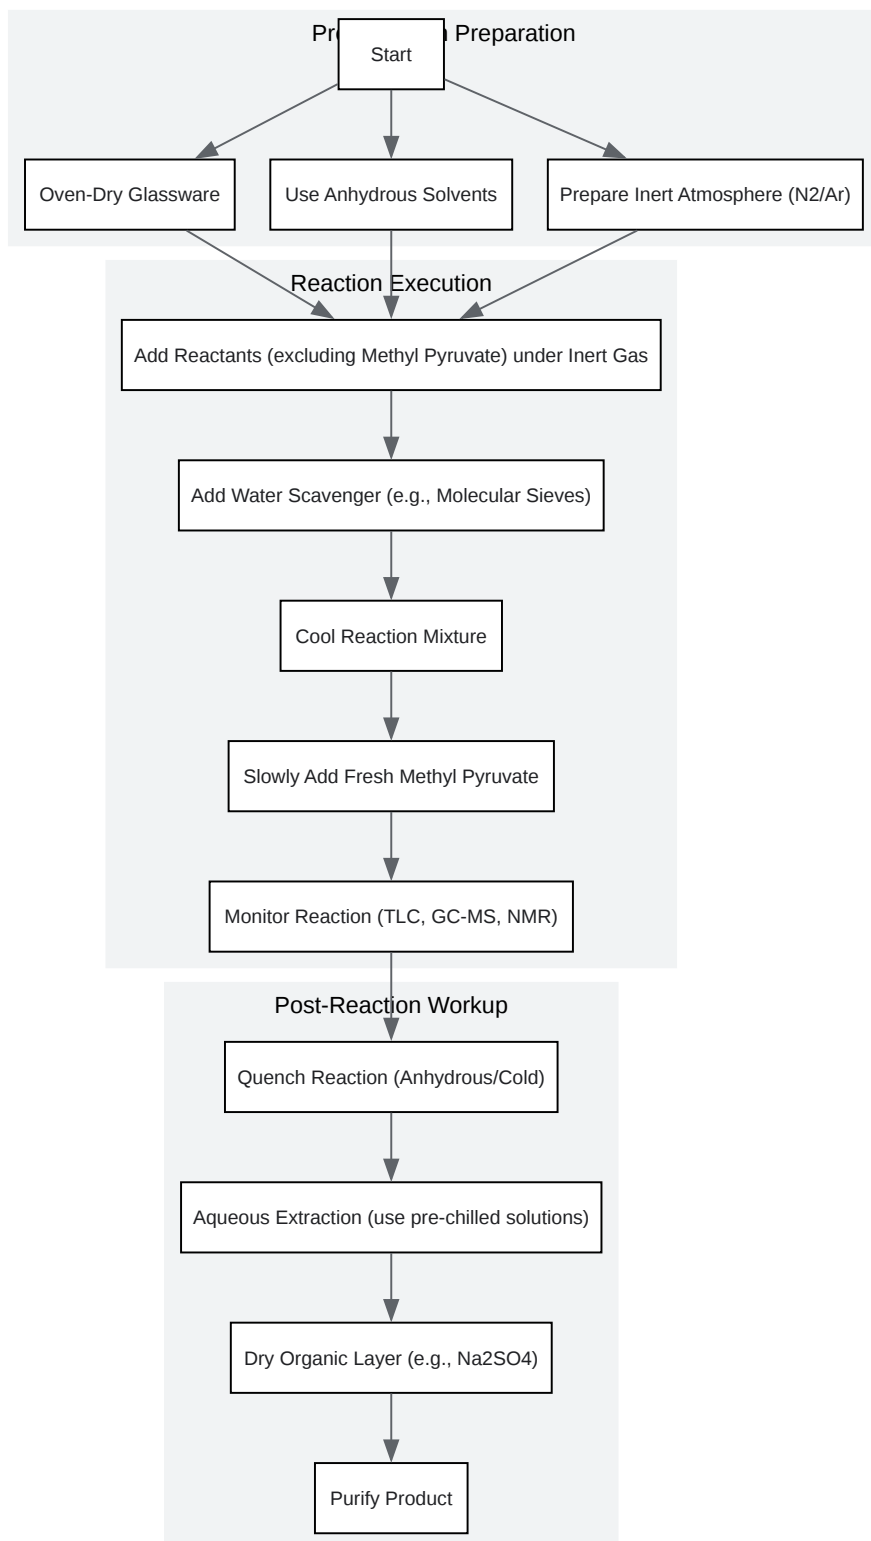 Preparation
Start
Oven-Dry Glassware
Use Anhydrous Solvents
Prepare Inert Atmosphere (N2/Ar)
Reaction Execution
Add Reactants (excluding Methyl Pyruvate) under Inert Gas
Add Water Scavenger (e.g., Molecular Sieves)
Cool Reaction Mixture
Slowly Add Fresh Methyl Pyruvate
Monitor Reaction (TLC, GC-MS, NMR)
Post-Reaction Workup
Quench Reaction (Anhydrous/Cold)
Aqueous Extraction (use pre-chilled solutions)
Dry Organic Layer (e.g., Na2SO4)
Purify Product